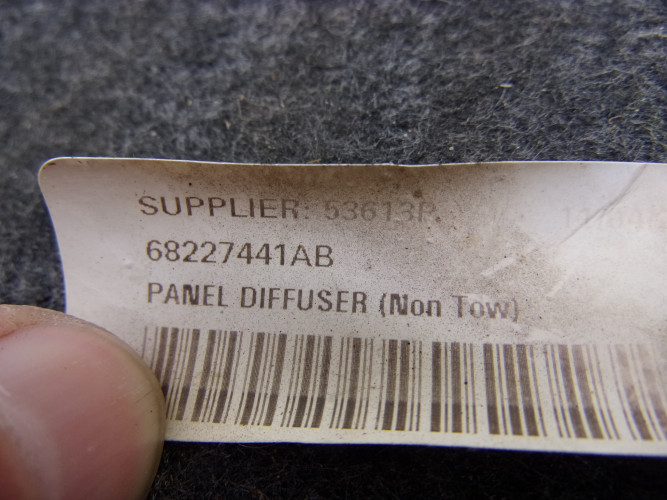 SUPPLIER: 53613P
68227441AB
PANEL DIFFUSER (Non Tow)